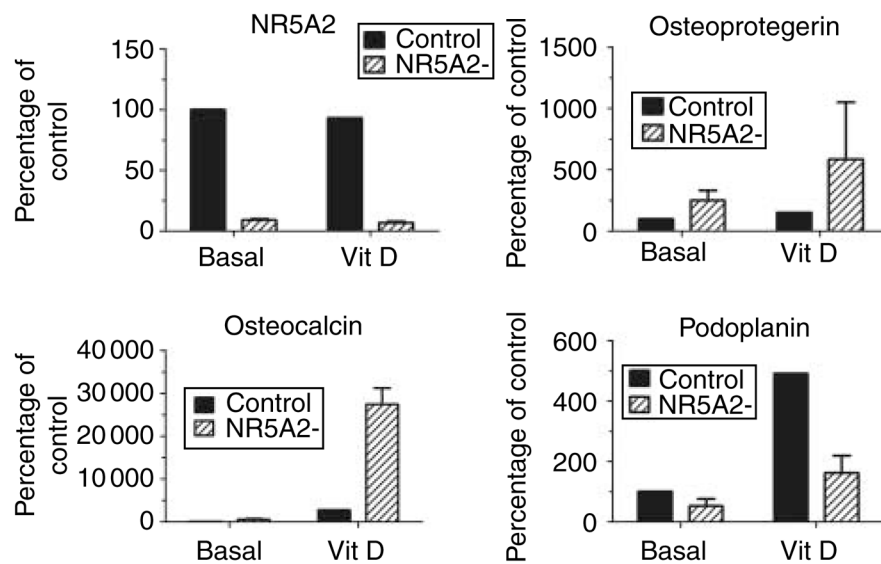 NR5A2
Percentage of
control
150
100
50
0
Control
NR5A2-
Basal
Vit D
Osteoprotegerin
Percentage of control
1500
1000
500
0
Control
NR5A2-
Basal
Vit D
Osteocalcin
Percentage of
control
40 000
30 000
20 000
10 000
0
Control
NR5A2-
Basal
Vit D
Podoplanin
Percentage of control
600
400
200
0
Control
NR5A2-
Basal
Vit D